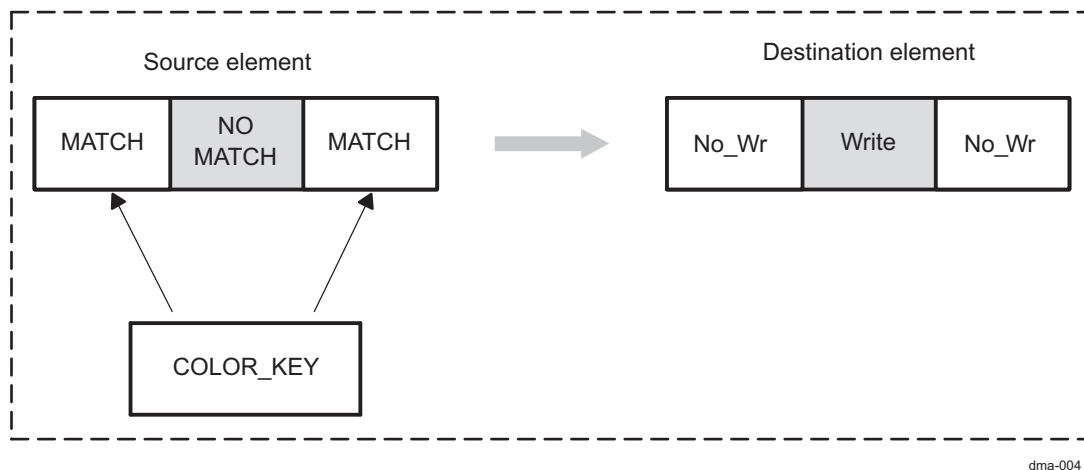 Source element
Destination element
MATCH
NO
MATCH
MATCH
No_Wr
Write
No_Wr
COLOR_KEY
dma-004